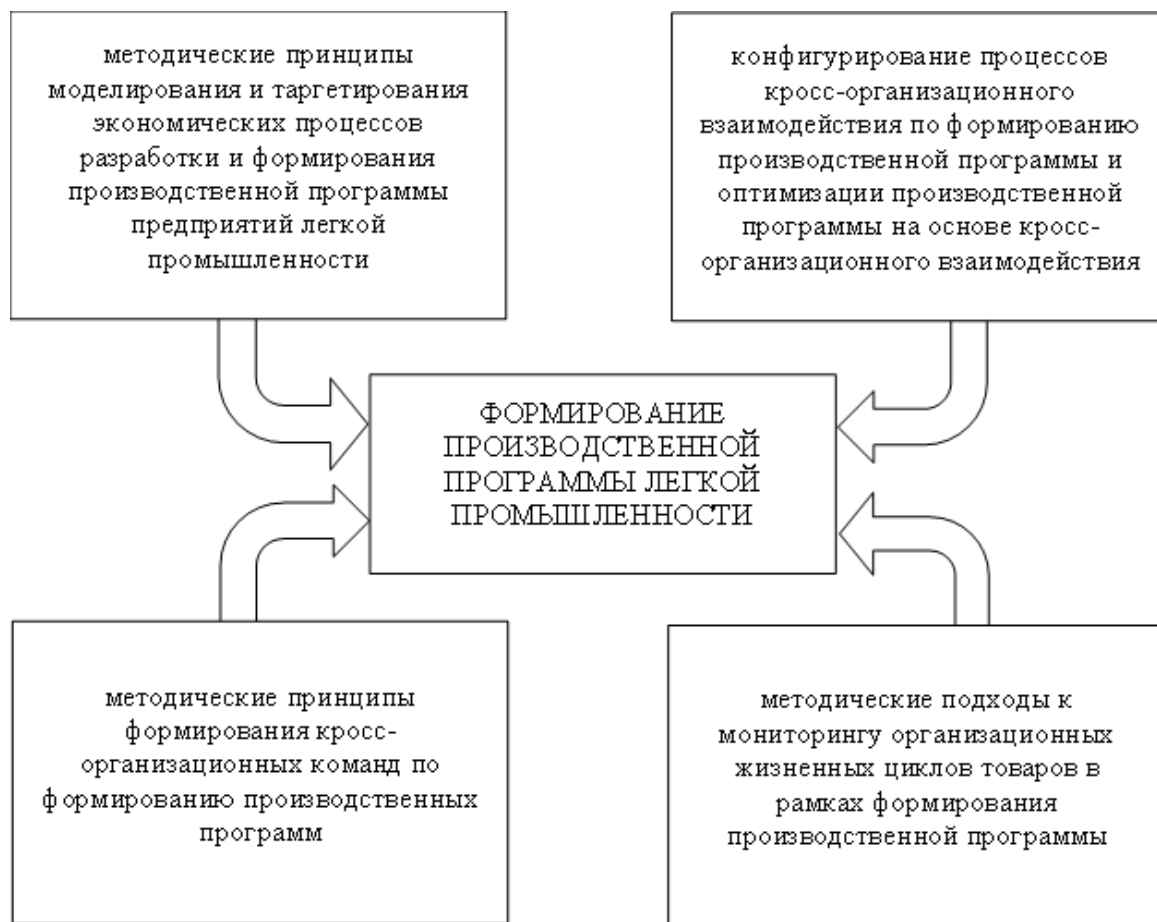 методические принципы
моделирования и таргетирования
экономических процессов
разработки и формирования
производственной программы
предприятий легкой
промышленности
конфигурирование процессов
кросс-организационного
взаимодействия по формированию
производственной программы и
оптимизации производственной
программы на основе кросс-
организационного взаимодействия
ФОРМИРОВАНИЕ
ПРОИЗВОДСТВЕННОЙ
ПРОГРАММЫ ЛЕГКОЙ
ПРОМЫШЛЕННОСТИ
методические принципы
формирования кросс-
организационных команд по
формированию производственных
программ
методические подходы к
мониторингу организационных
жизненных циклов товаров в
рамках формирования
производственной программы